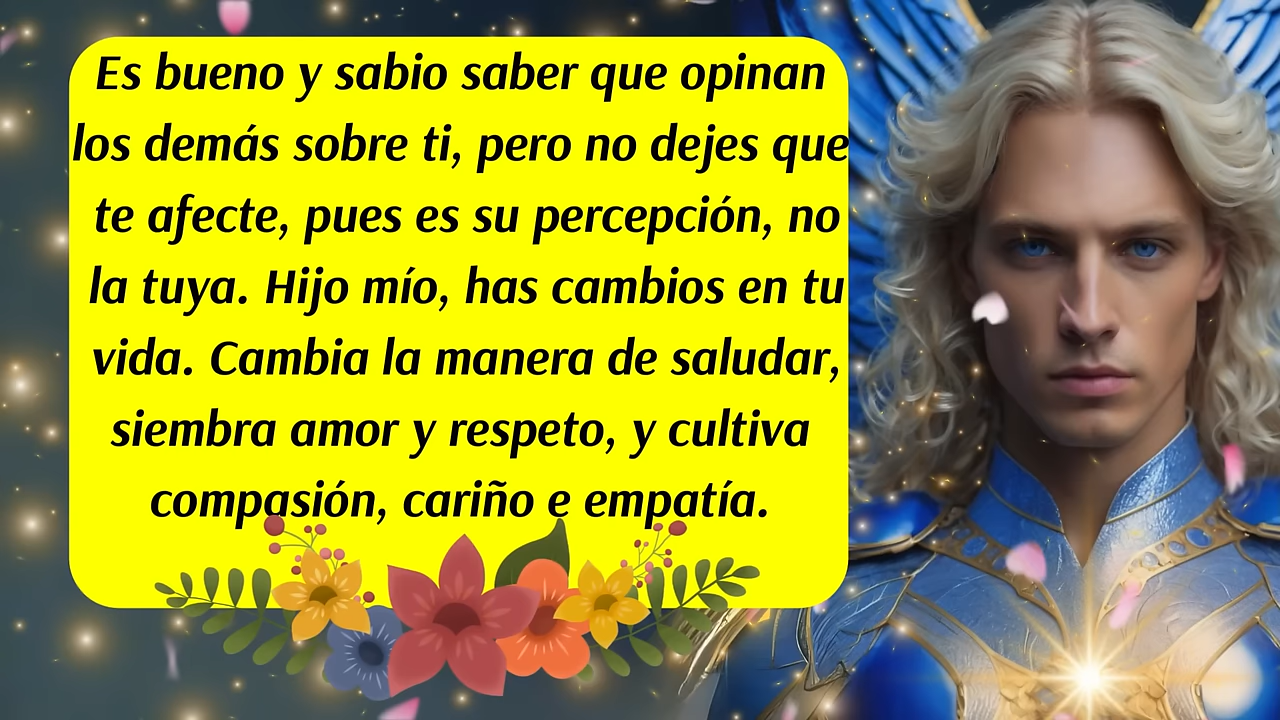 Es bueno y sabio saber que opinan
los demás sobre ti, pero no dejes que
te afecte, pues es su percepción, no
la tuya. Hijo mío, has cambios en tu
vida. Cambia la manera de saludar,
siembra amor y respeto, y cultiva
compasión, cariño e empatía.